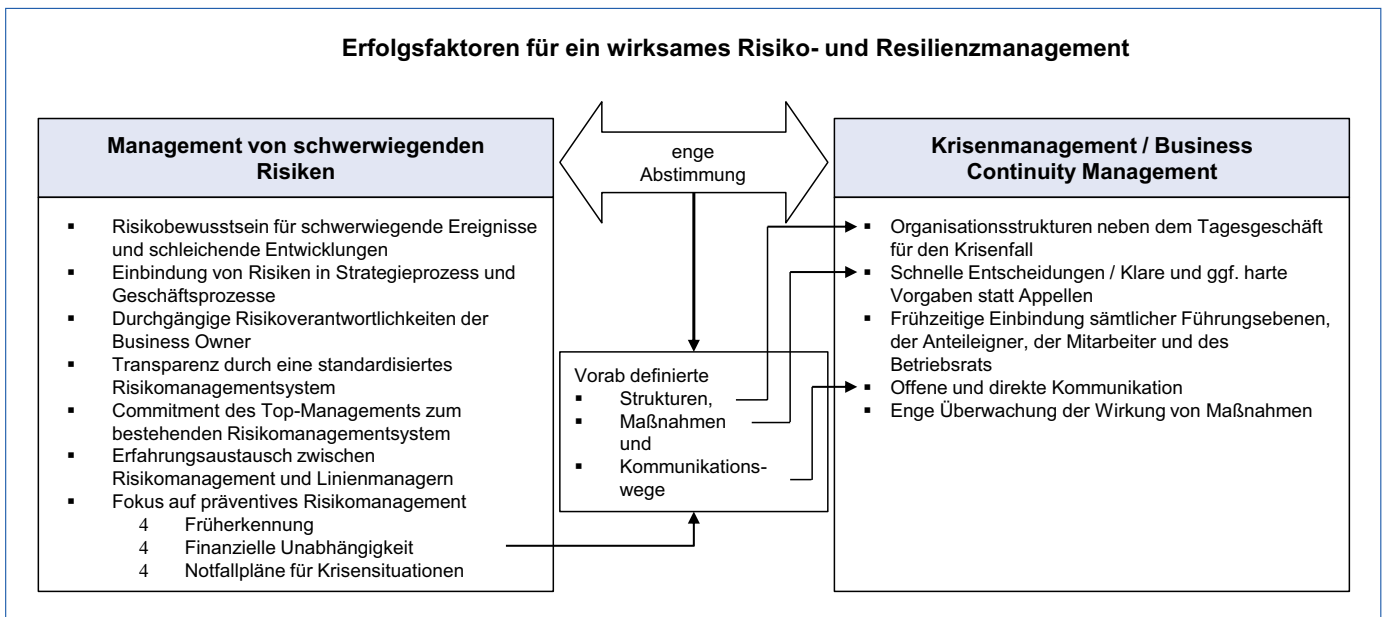 Erfolgsfaktoren für ein wirksames Risiko- und Resilienzmanagement
Management von schwerwiegenden
Risiken
▪ Risikobewusstsein für schwerwiegende Ereignisse
und schleichende Entwicklungen
▪ Einbindung von Risiken in Strategieprozess und
Geschäftsprozesse
▪ Durchgängige Risikoverantwortlichkeiten der
Business Owner
▪ Transparenz durch eine standardisiertes
Risikomanagementsystem
▪ Commitment des Top-Managements zum
bestehenden Risikomanagementsystem
▪ Erfahrungsaustausch zwischen
Risikomanagement und Linienmanagern
▪ Fokus auf präventives Risikomanagement
4 Früherkennung
4 Finanzielle Unabhängigkeit
4 Notfallpläne für Krisensituationen
enge
Abstimmung
Vorab definierte
▪ Strukturen,
▪ Maßnahmen
und
▪ Kommunikations-
wege
Krisenmanagement / Business
Continuity Management
▪ Organisationsstrukturen neben dem Tagesgeschäft
für den Krisenfall
▪ Schnelle Entscheidungen / Klare und ggf. harte
Vorgaben statt Appellen
▪ Frühzeitige Einbindung sämtlicher Führungsebenen,
der Anteileigner, der Mitarbeiter und des
Betriebsrats
▪ Offene und direkte Kommunikation
▪ Enge Überwachung der Wirkung von Maßnahmen